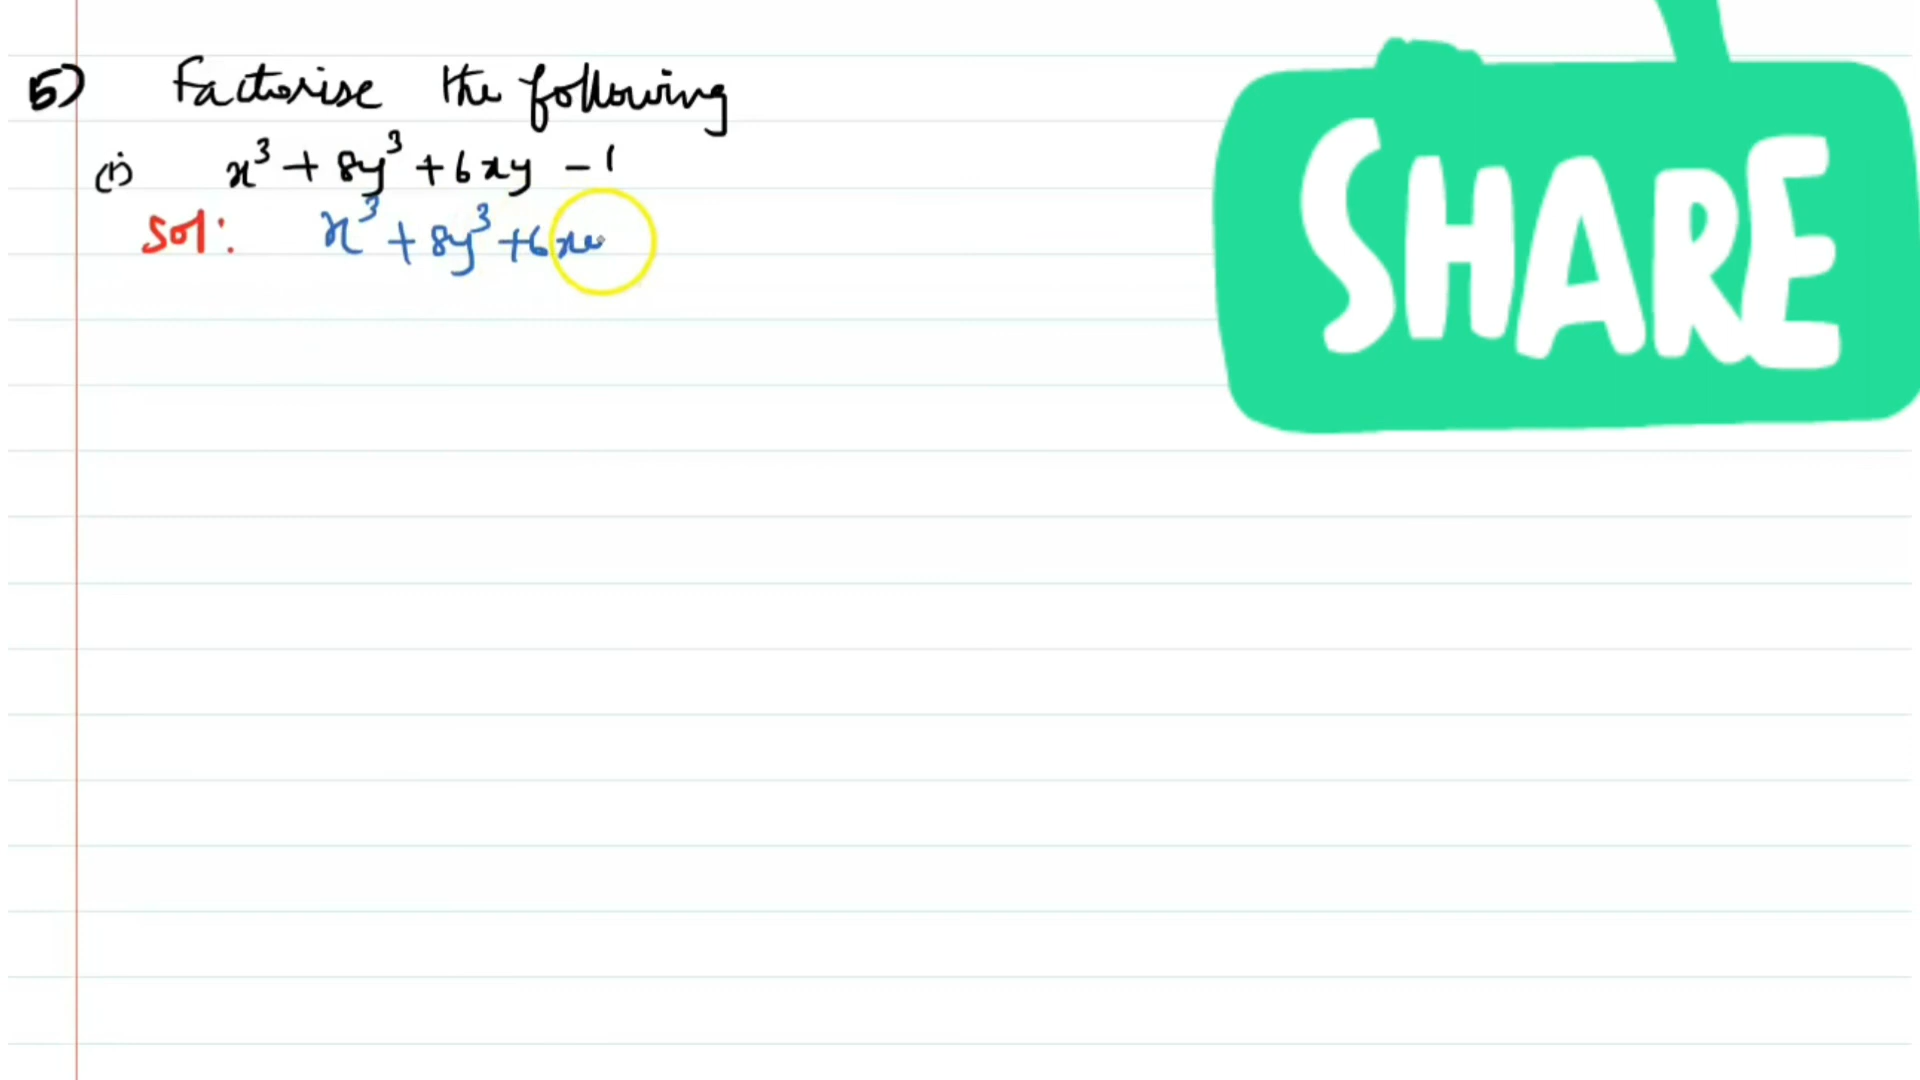 5) Factorise the following
(i) x³ + 8y³ + 6xy - 1
Sol: x³ + 8y³ + 6x
SHARE